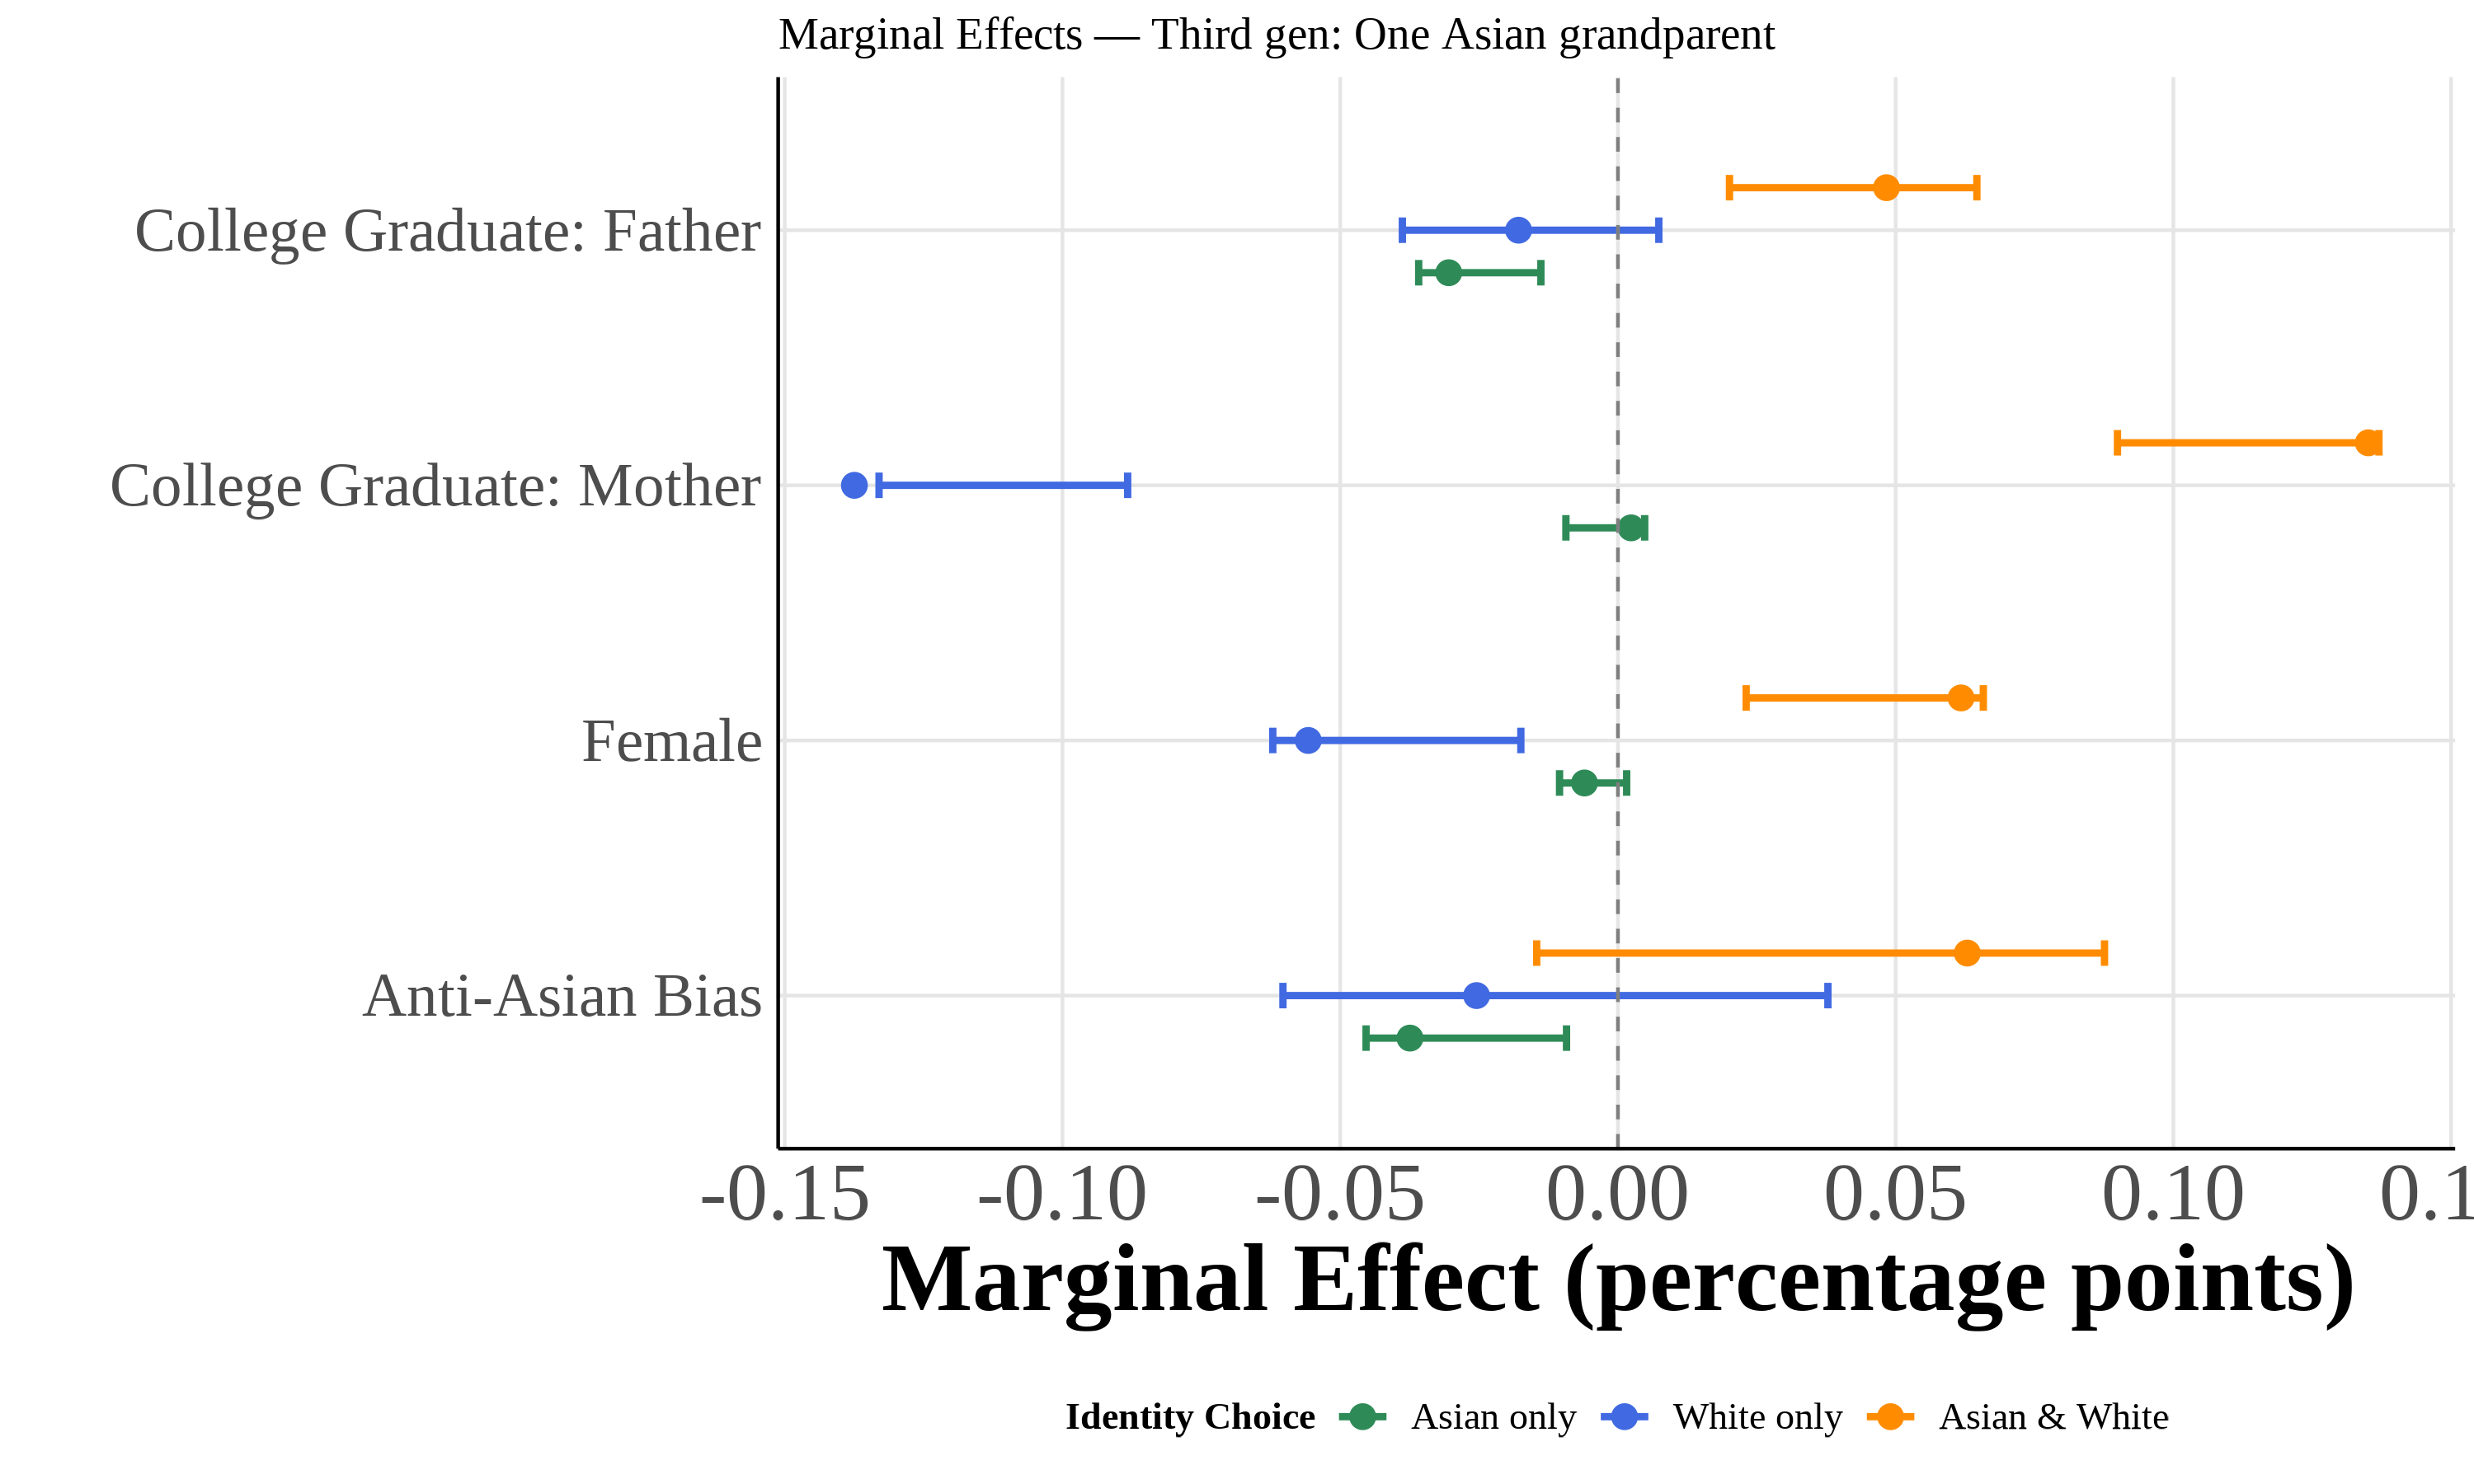 Marginal Effects — Third gen: One Asian grandparent
College Graduate: Father
College Graduate: Mother
Female
Anti-Asian Bias
-0.15 -0.10 -0.05 0.00 0.05 0.10 0.1
Marginal Effect (percentage points)
Identity Choice Asian only White only Asian & White